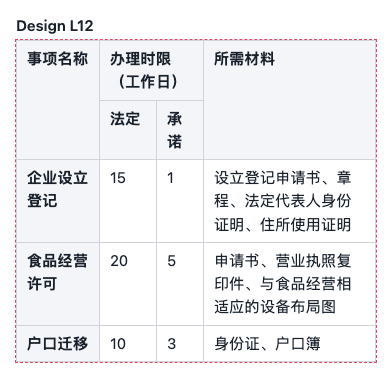 Design L12
事项名称
办理时限
（工作日）
所需材料
法定
承
诺
企业设立
登记
15
1
设立登记申请书、章
程、法定代表人身份
证明、住所使用证明
食品经营
许可
20
5
申请书、营业执照复
印件、与食品经营相
适应的设备布局图
户口迁移
10
3
身份证、户口簿